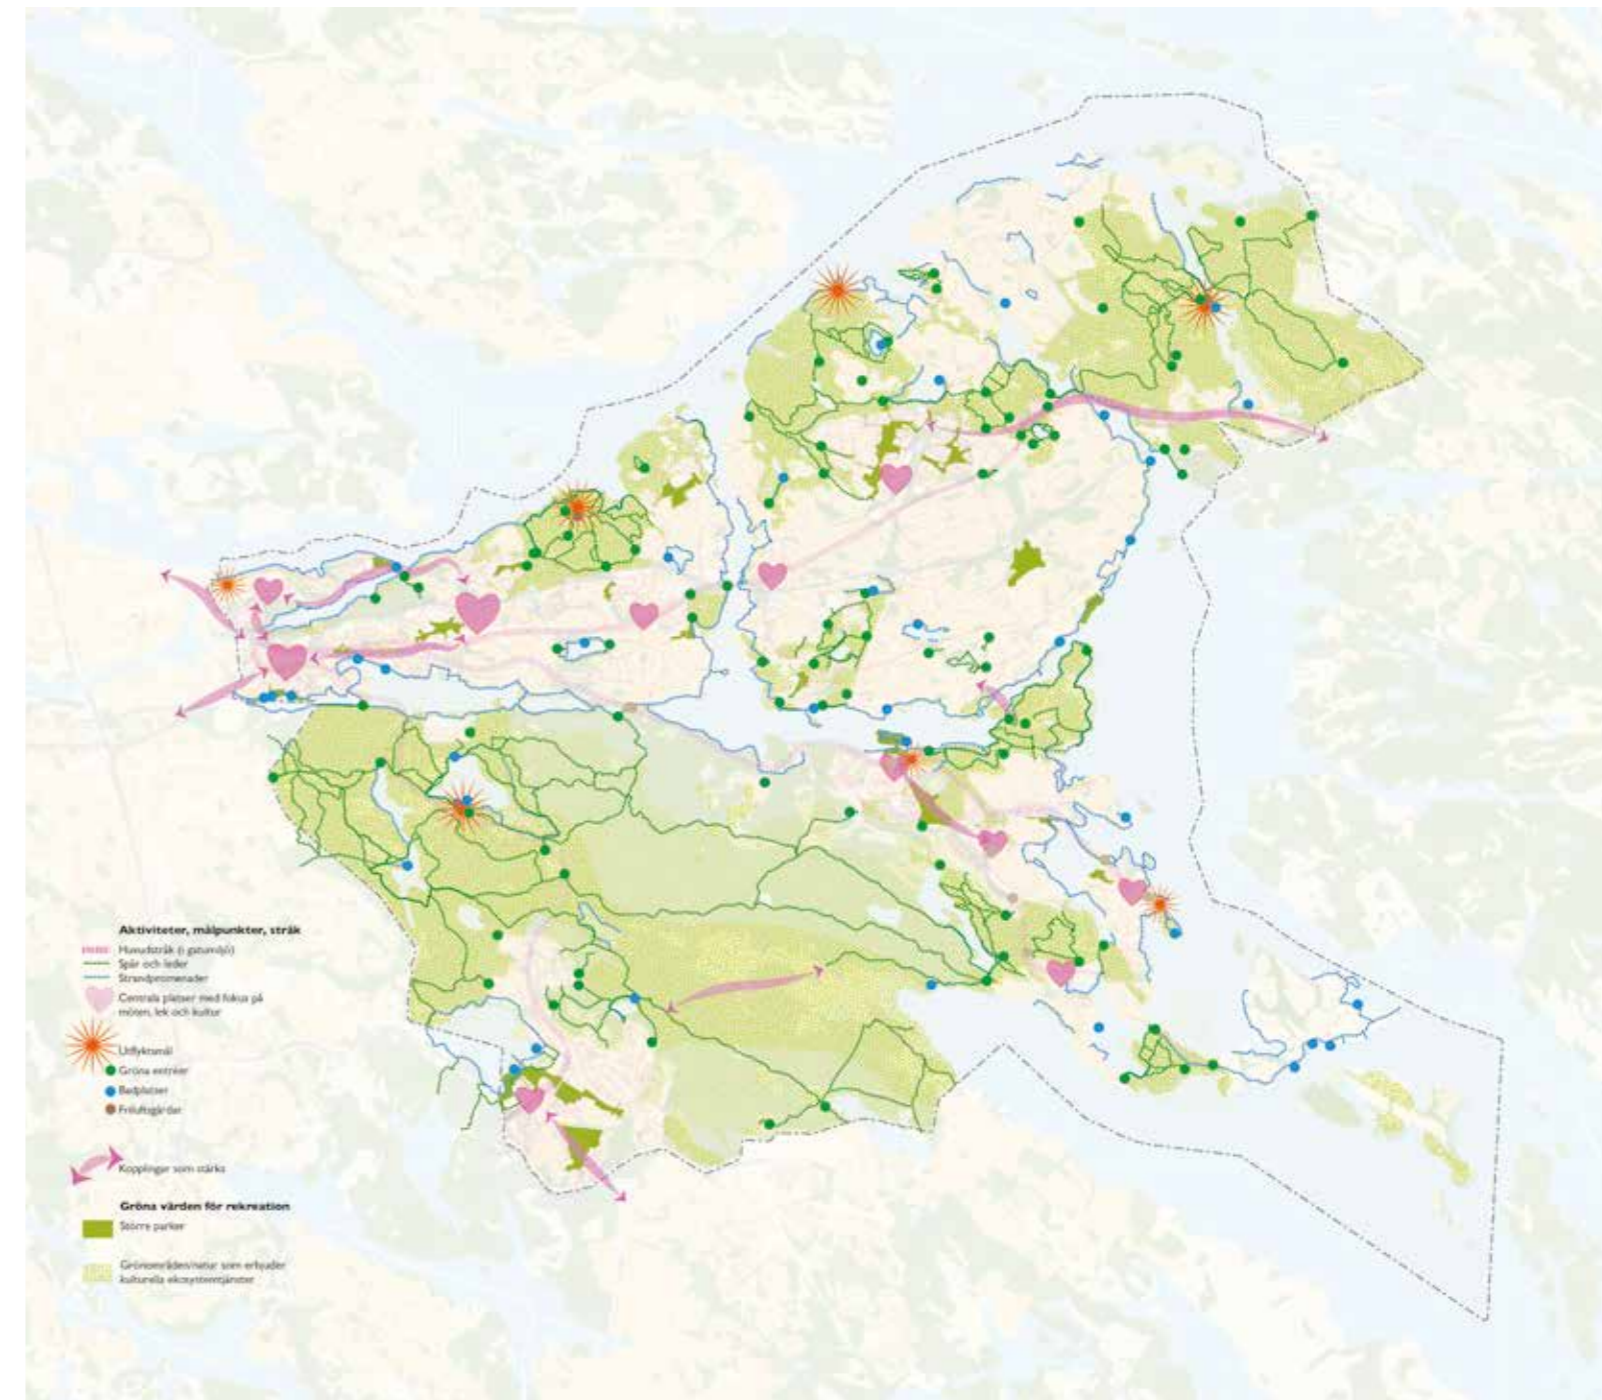 Aktiviteter, målpunkter, stråk
Huvudstråk (i gatumiljö)
Spår och leder
Strandpromenader
Centrala platser med fokus på
möten, lek och kultur
Utflyktsmål
Gröna entréer
Badplatser
Friluftsgårdar
Kopplingar som stärks
Gröna värden för rekreation
Större parker
Grönområden/natur som erbjuder
kulturella ekosystemtjänster